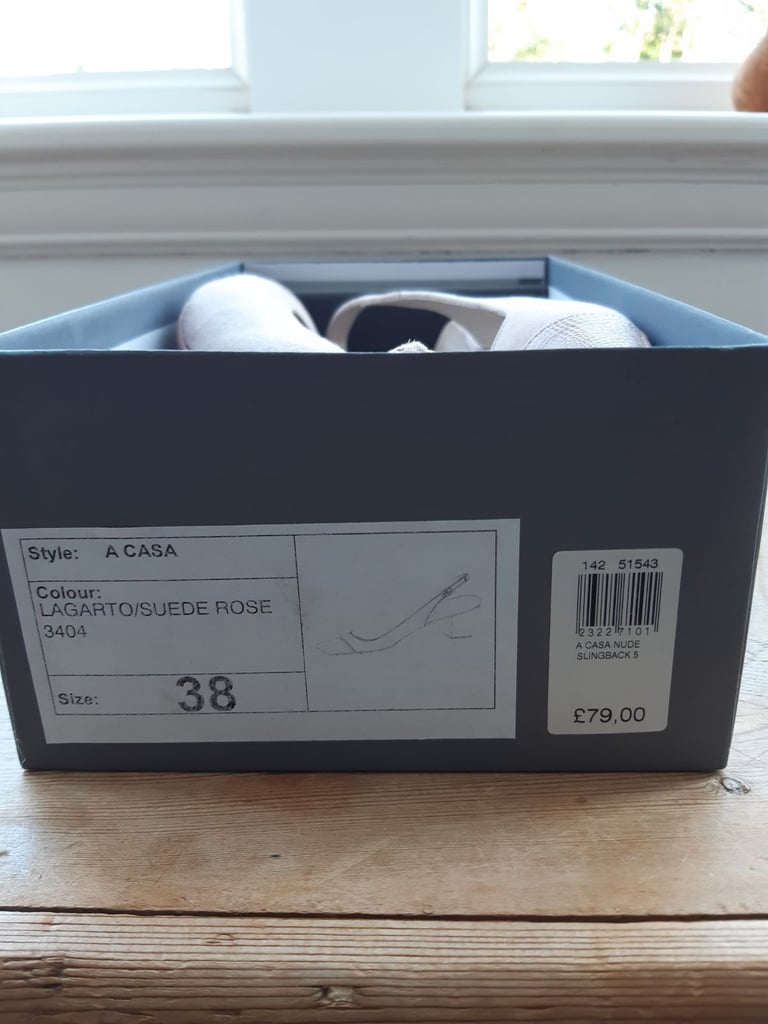 Style: A CASA
Colour:
LAGARTO/SUEDE ROSE
3404
Size: 38
142 51543
2322 7101
A CASA NUDE
SLINGBACK 5
£79,00